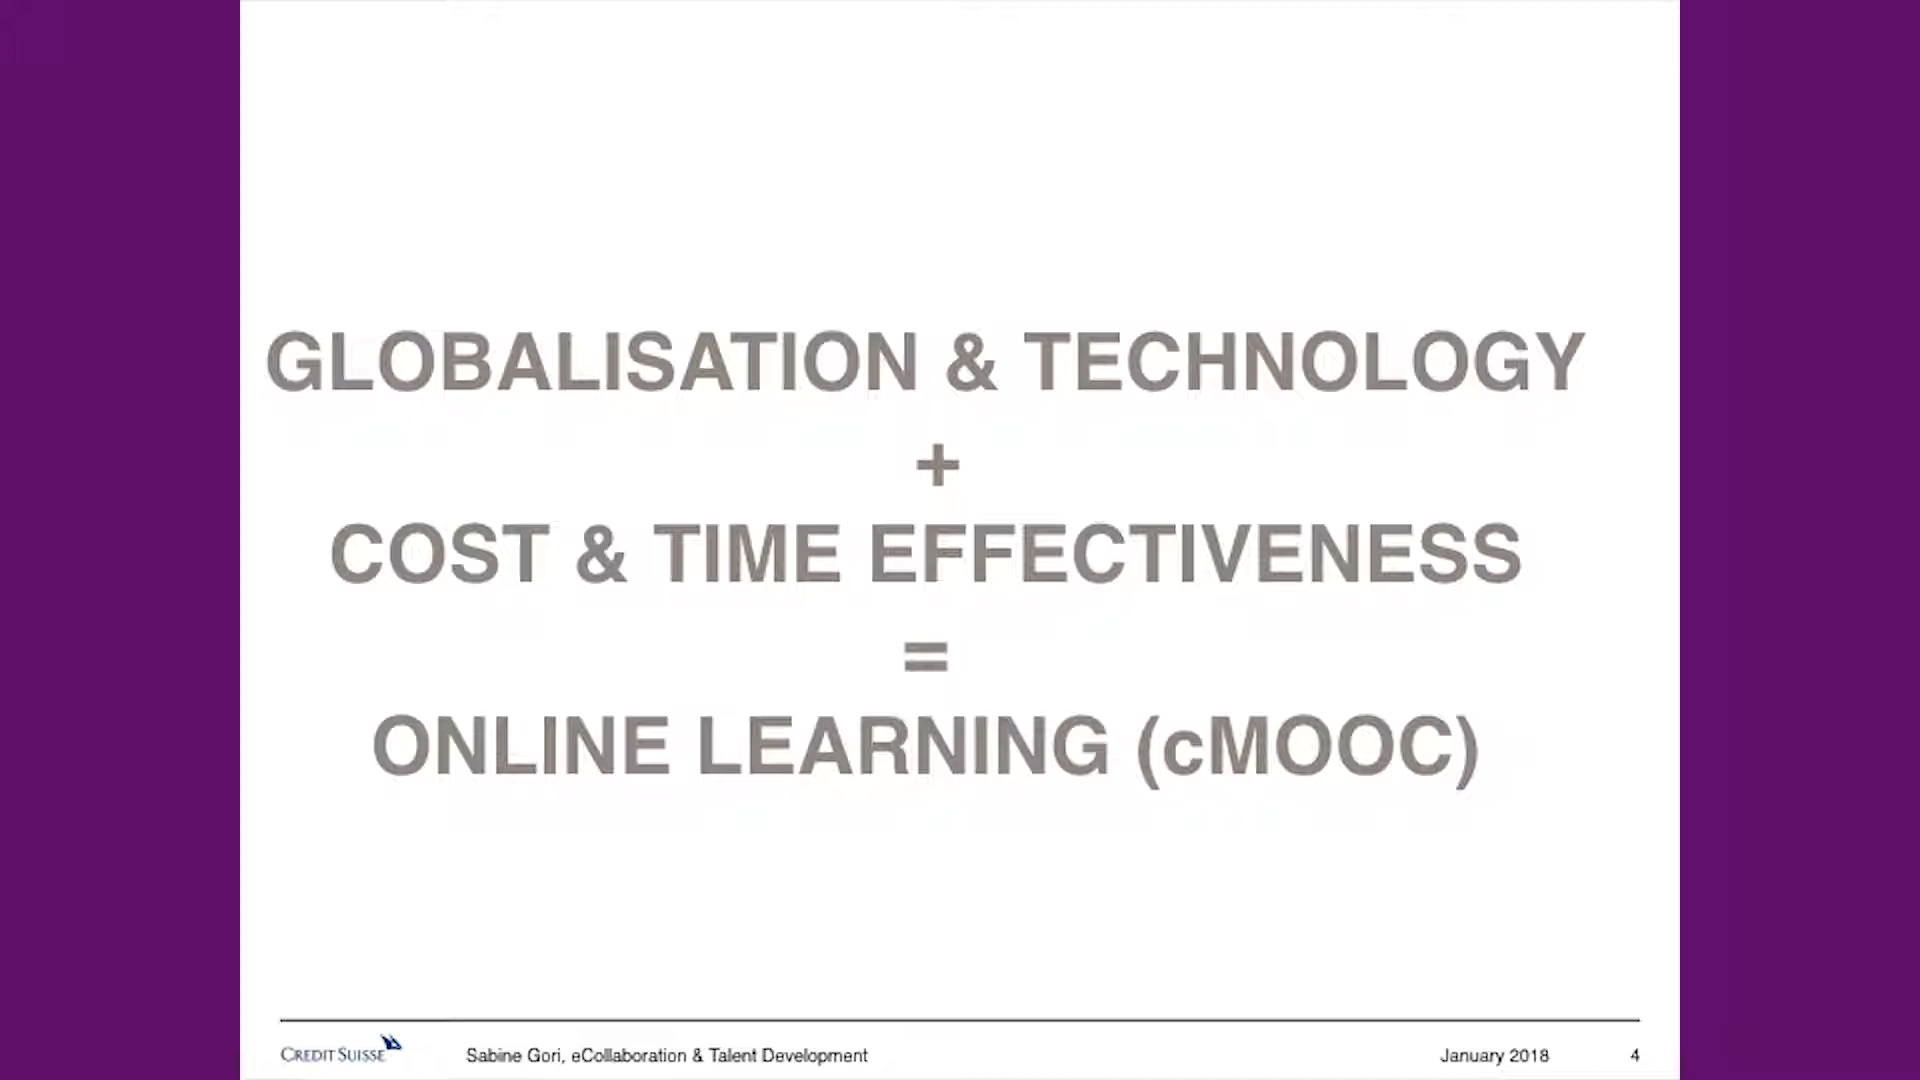 GLOBALISATION & TECHNOLOGY
+
COST & TIME EFFECTIVENESS
=
ONLINE LEARNING (cMOOC)
CREDIT SUISSE Sabine Gori, eCollaboration & Talent Development January 2018 4